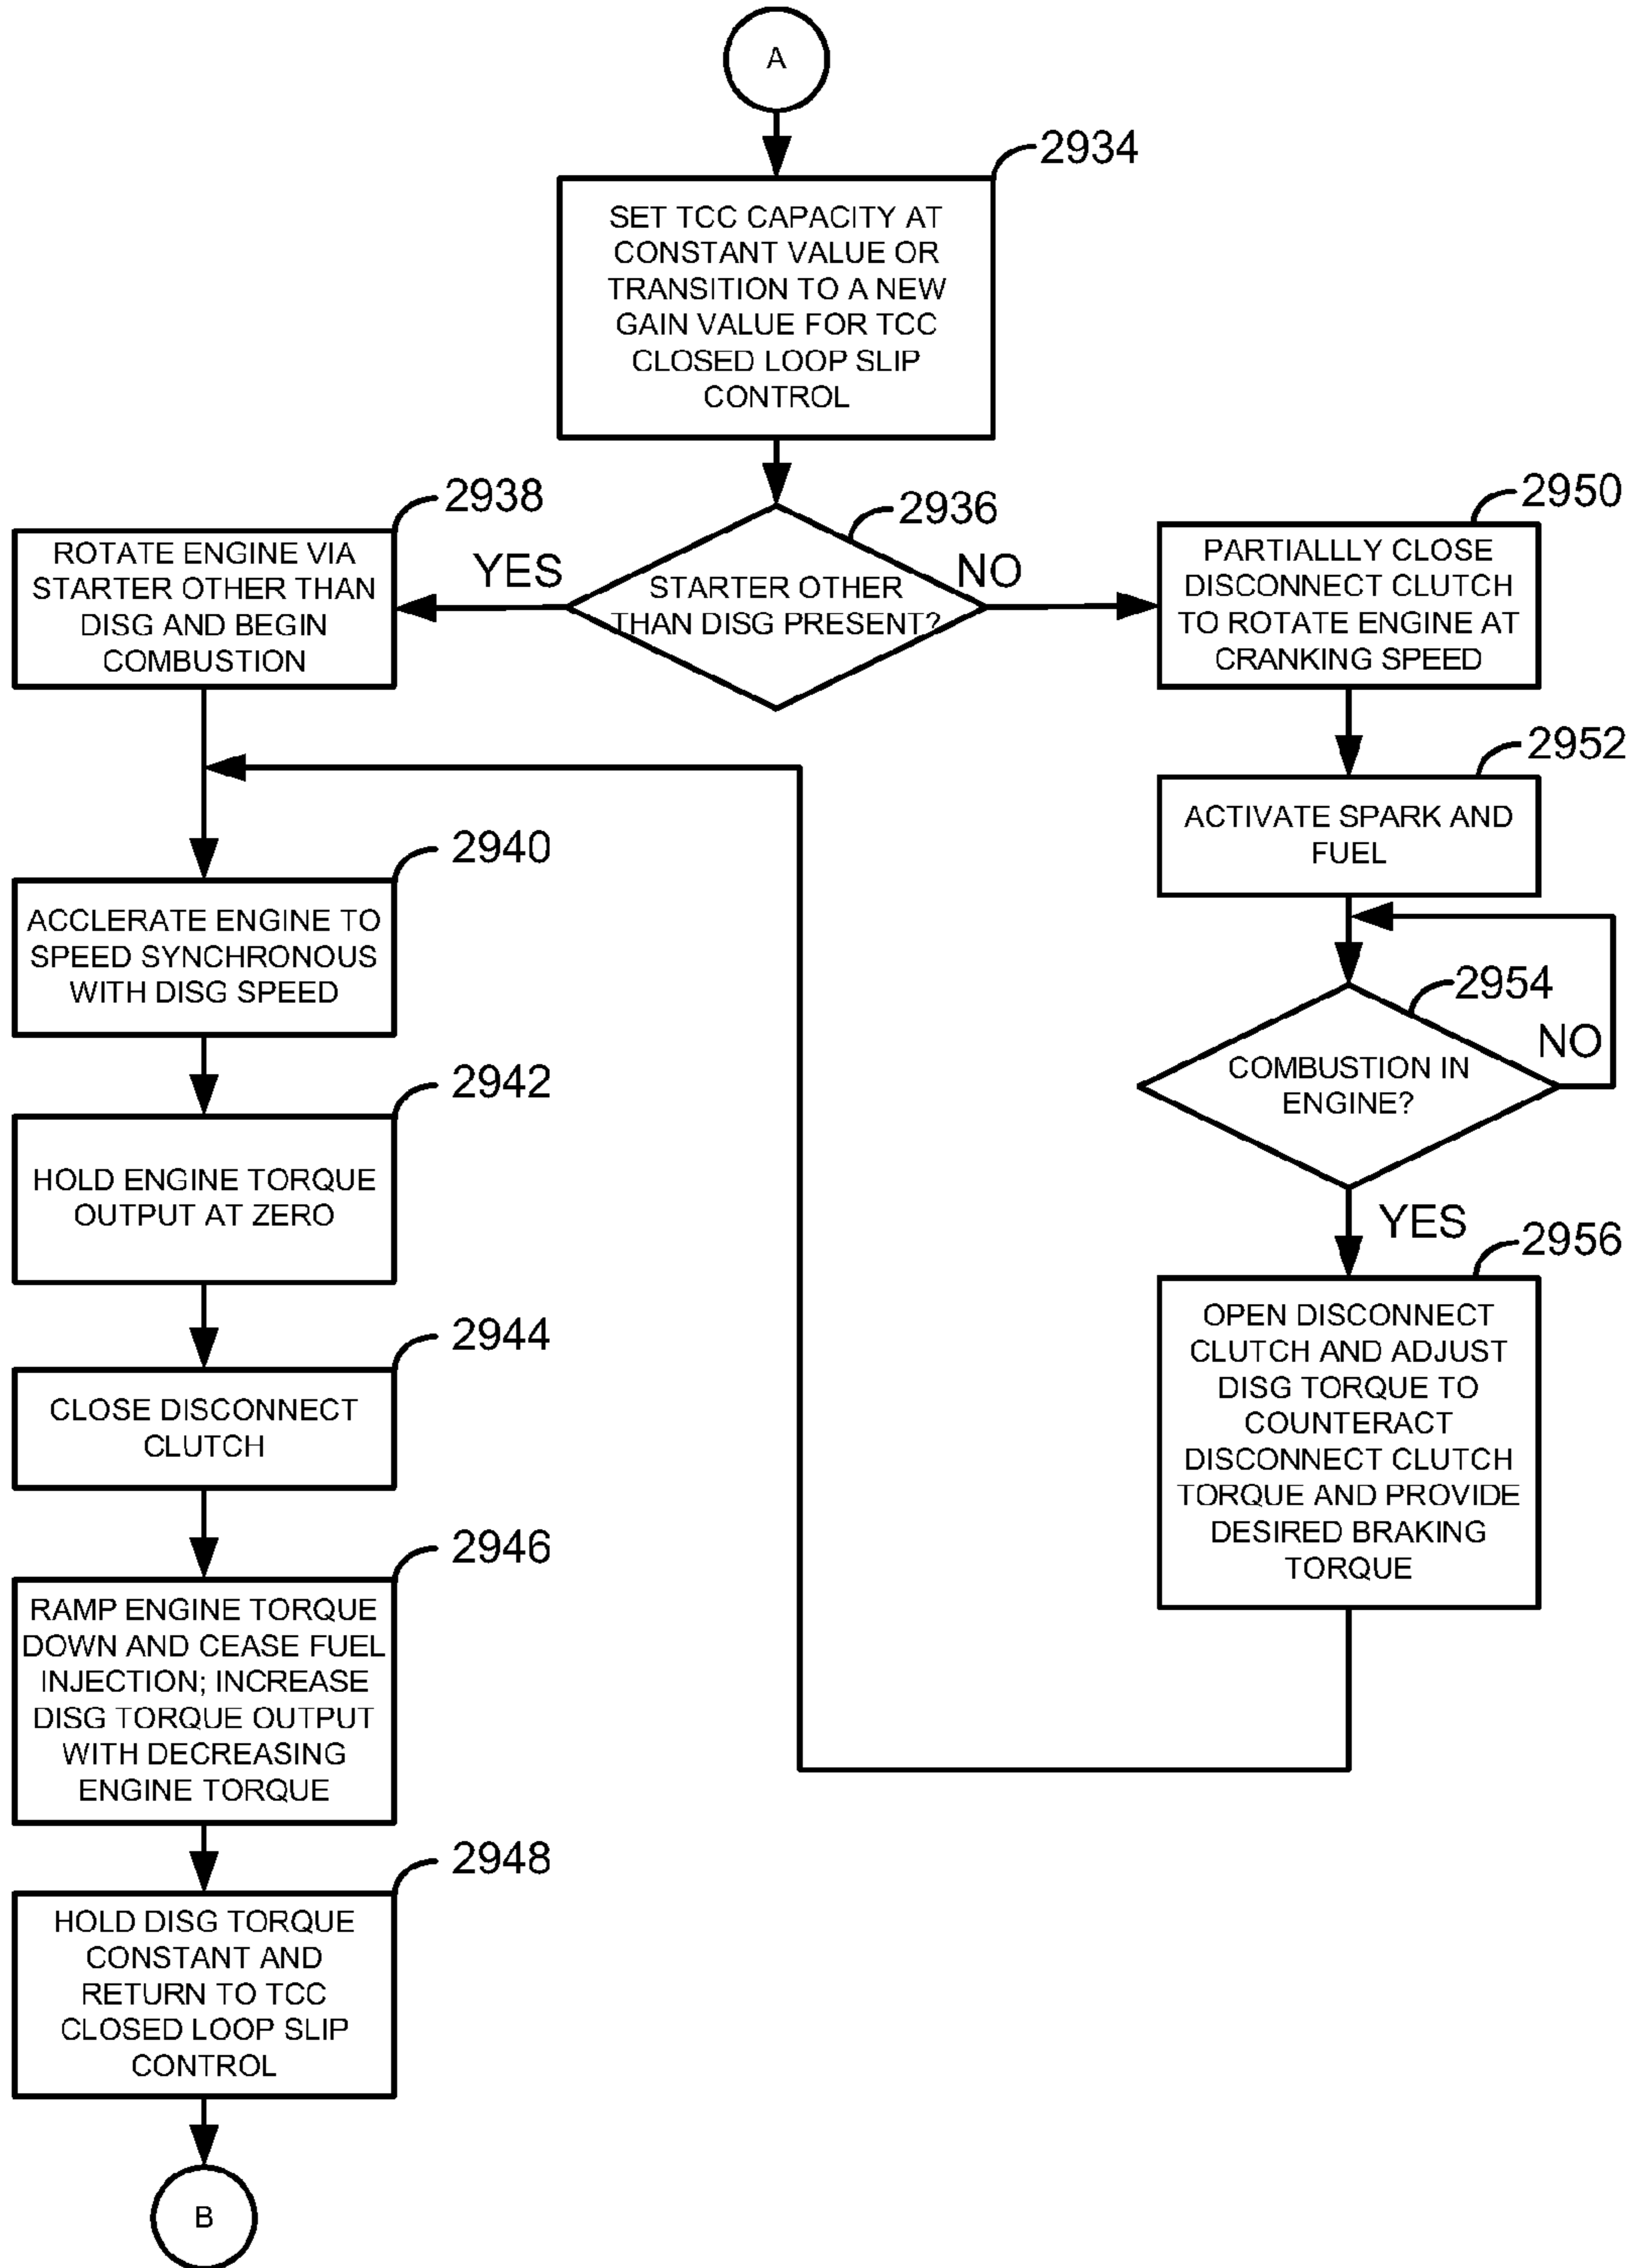 A
2934
SET TCC CAPACITY AT
CONSTANT VALUE OR
TRANSITION TO A NEW
GAIN VALUE FOR TCC
CLOSED LOOP SLIP
CONTROL
2936
STARTER OTHER
THAN DISG PRESENT?
YES
NO
2938
ROTATE ENGINE VIA
STARTER OTHER THAN
DISG AND BEGIN
COMBUSTION
2940
ACCLERATE ENGINE TO
SPEED SYNCHRONOUS
WITH DISG SPEED
2942
HOLD ENGINE TORQUE
OUTPUT AT ZERO
2944
CLOSE DISCONNECT
CLUTCH
2946
RAMP ENGINE TORQUE
DOWN AND CEASE FUEL
INJECTION; INCREASE
DISG TORQUE OUTPUT
WITH DECREASING
ENGINE TORQUE
2948
HOLD DISG TORQUE
CONSTANT AND
RETURN TO TCC
CLOSED LOOP SLIP
CONTROL
B
2950
PARTIALLLY CLOSE
DISCONNECT CLUTCH
TO ROTATE ENGINE AT
CRANKING SPEED
2952
ACTIVATE SPARK AND
FUEL
2954
COMBUSTION IN
ENGINE?
NO
YES
2956
OPEN DISCONNECT
CLUTCH AND ADJUST
DISG TORQUE TO
COUNTERACT
DISCONNECT CLUTCH
TORQUE AND PROVIDE
DESIRED BRAKING
TORQUE